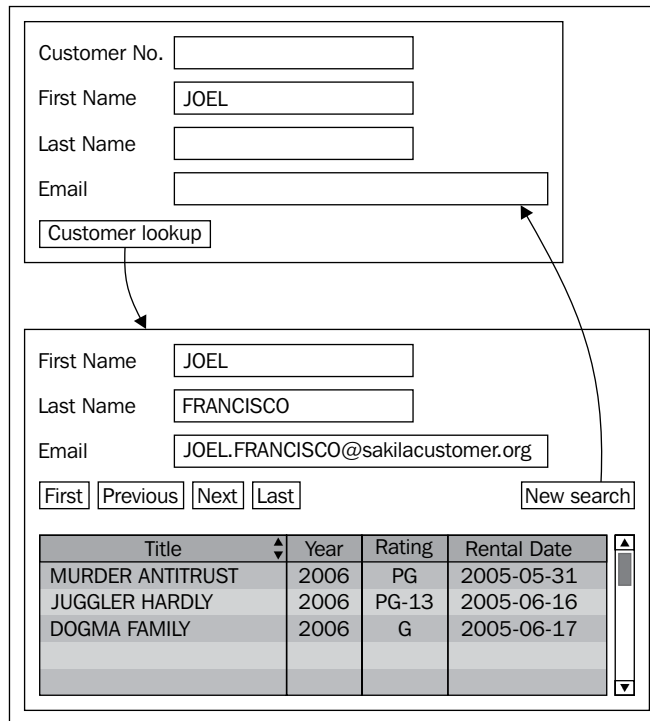 Customer No.
First Name JOEL
Last Name
Email
Customer lookup
First Name JOEL
Last Name FRANCISCO
Email JOEL.FRANCISCO@sakilacustomer.org
First Previous Next Last New search
Title Year Rating Rental Date
MURDER ANTITRUST 2006 PG 2005-05-31
JUGGLER HARDLY 2006 PG-13 2005-06-16
DOGMA FAMILY 2006 G 2005-06-17